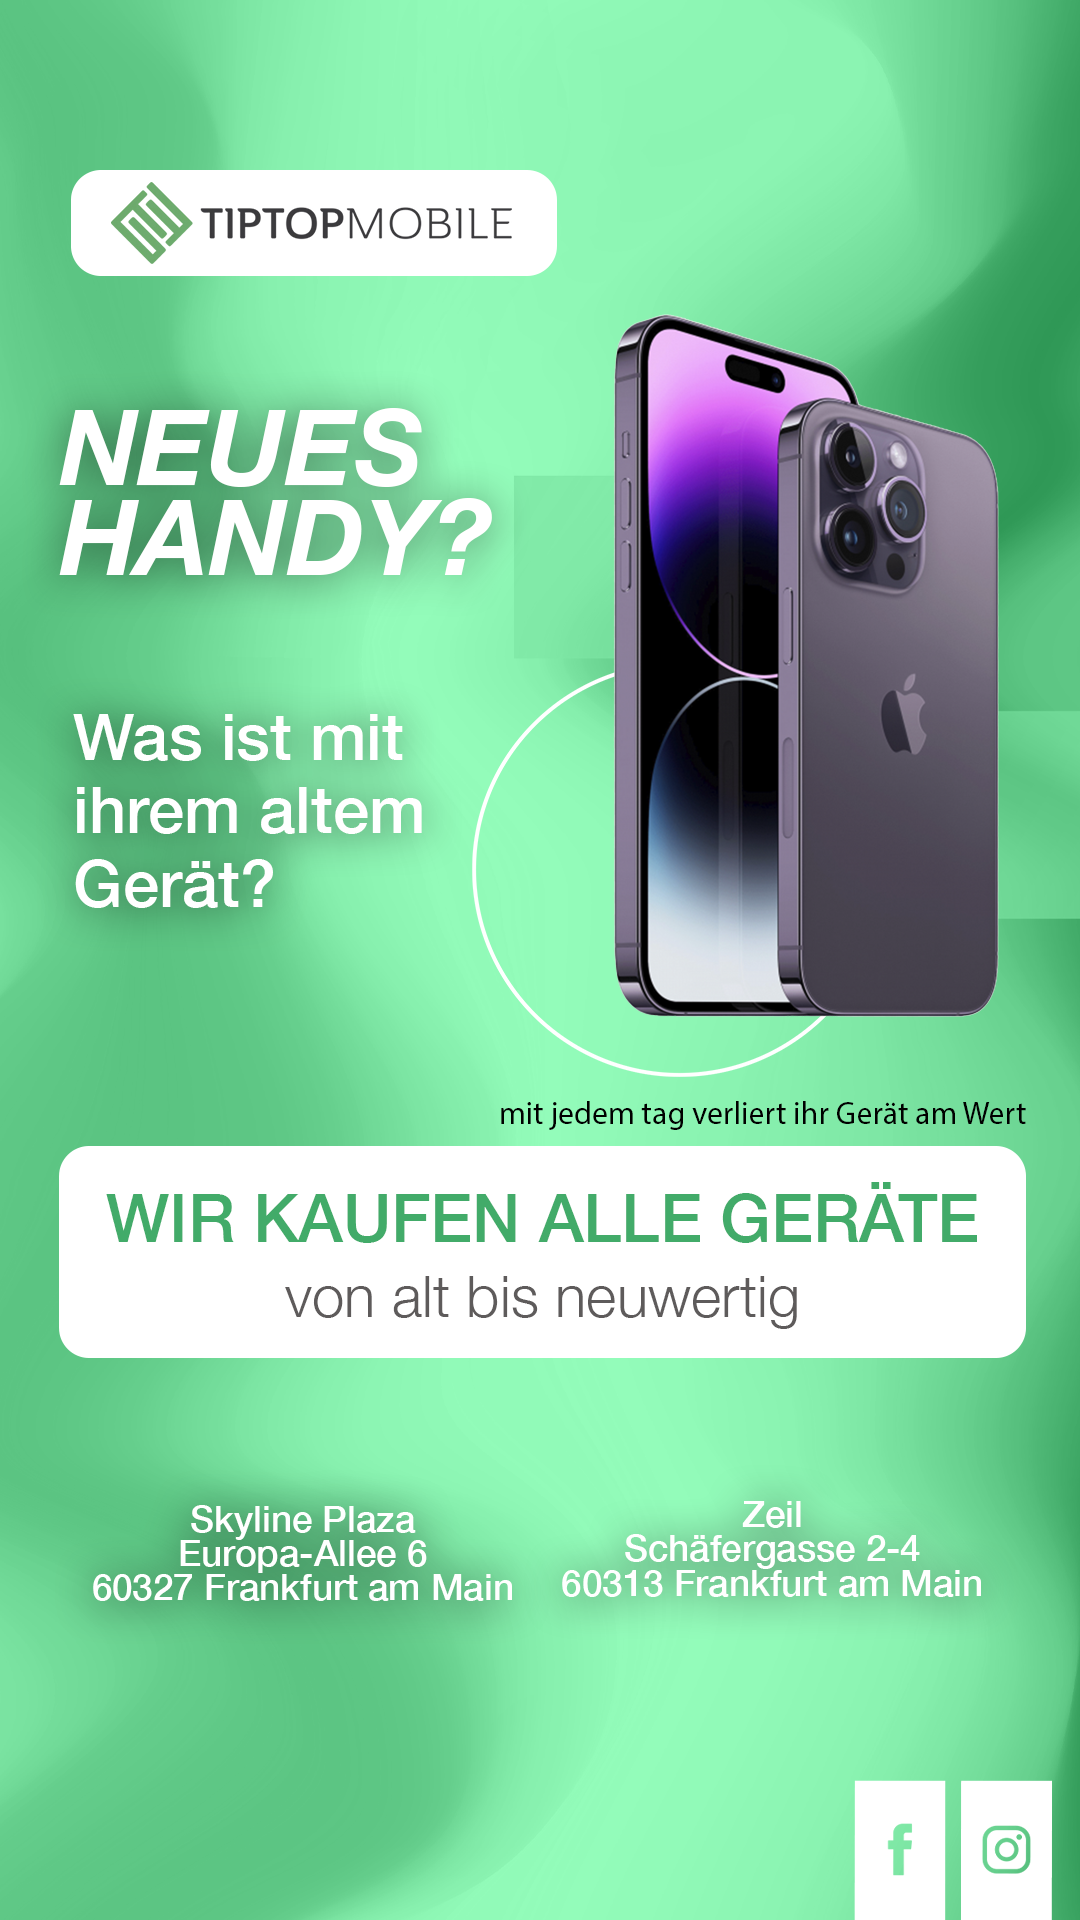 TIPTOPMOBILE
NEUES
HANDY?
Was ist mit
ihrem altem
Gerät?
mit jedem tag verliert ihr Gerät am Wert
WIR KAUFEN ALLE GERÄTE
von alt bis neuwertig
Skyline Plaza
Europa-Allee 6
60327 Frankfurt am Main
Zeil
Schäfergasse 2-4
60313 Frankfurt am Main